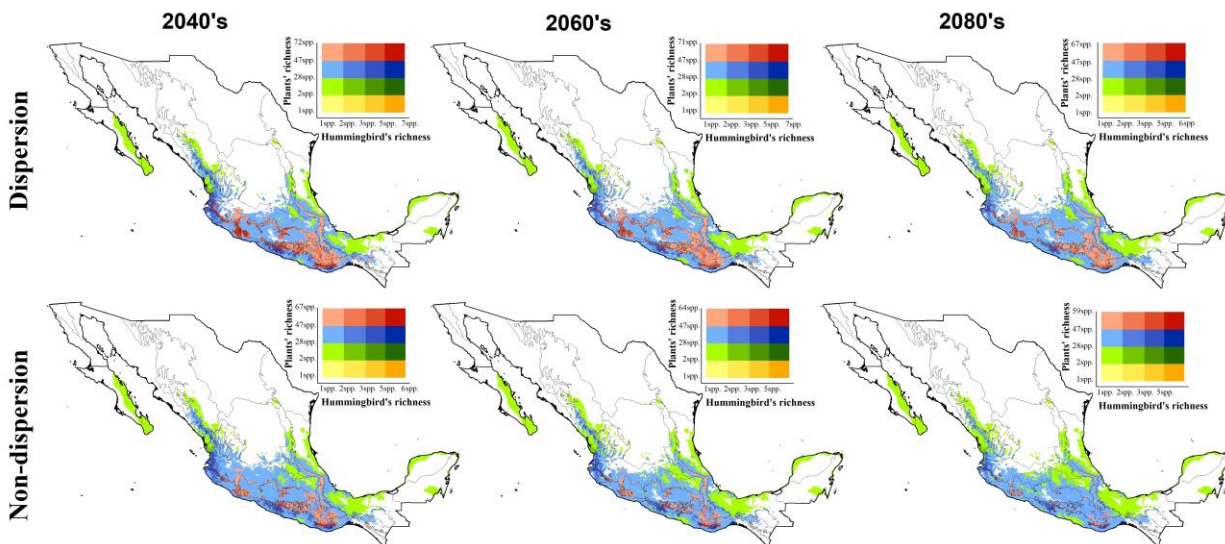 2040's 2060's 2080's
Dispersion
Plants' richness
72spp.
47spp.
28spp.
2spp.
1spp.
1spp. 2spp. 3spp. 5spp. 7spp.
Hummingbird's richness
Plants' richness
71spp.
47spp.
28spp.
2spp.
1spp.
1spp. 2spp. 3spp. 5spp. 7spp.
Hummingbird's richness
Plants' richness
67spp.
47spp.
28spp.
2spp.
1spp.
1spp. 2spp. 3spp. 5spp. 6spp.
Hummingbird's richness
Non-dispersion
Plants' richness
67spp.
47spp.
28spp.
2spp.
1spp.
1spp. 2spp. 3spp. 5spp. 6spp.
Hummingbird's richness
Plants' richness
64spp.
47spp.
28spp.
2spp.
1spp.
1spp. 2spp. 3spp. 5spp.
Hummingbird's richness
Plants' richness
59spp.
47spp.
28spp.
2spp.
1spp.
1spp. 2spp. 3spp. 5spp.
Hummingbird's richness